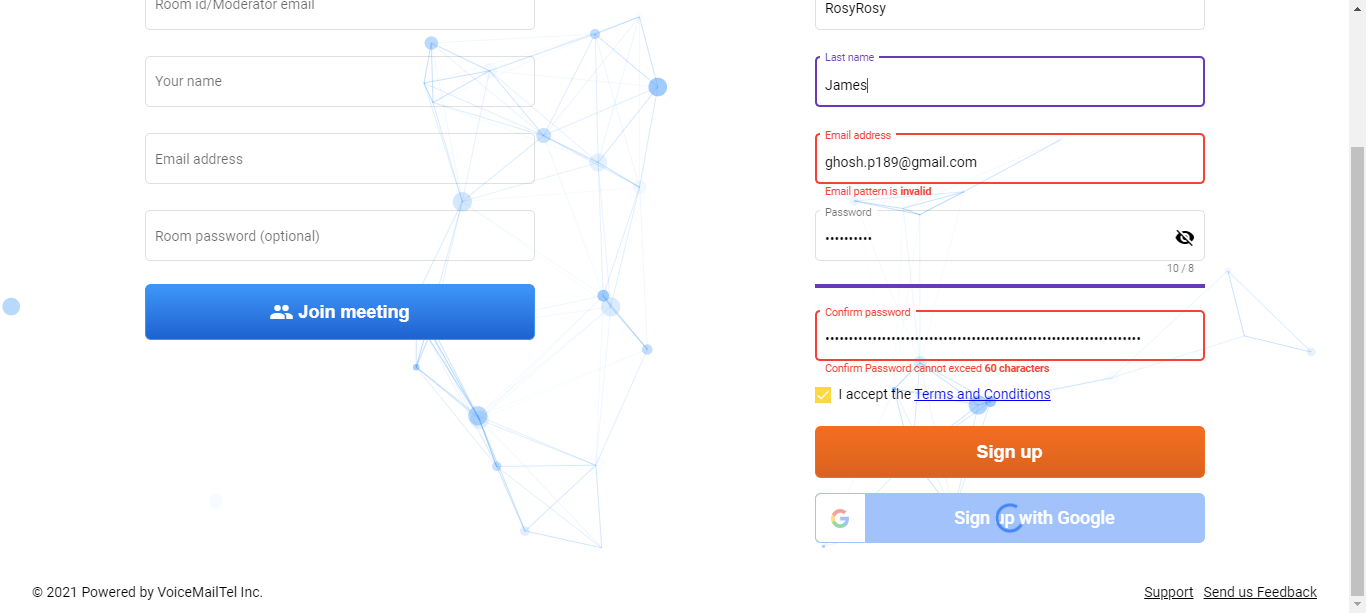 Room id/Moderator email
Your name
Email address
Room password (optional)
Join meeting
RosyRosy
Last name
James
Email address
ghosh.p189@gmail.com
Email pattern is invalid
Password
••••••••••
10 / 8
Confirm password
Confirm Password cannot exceed 60 characters
I accept the Terms and Conditions
Sign up
G
Sign up with Google
© 2021 Powered by VoiceMailTel Inc.
Support Send us Feedback